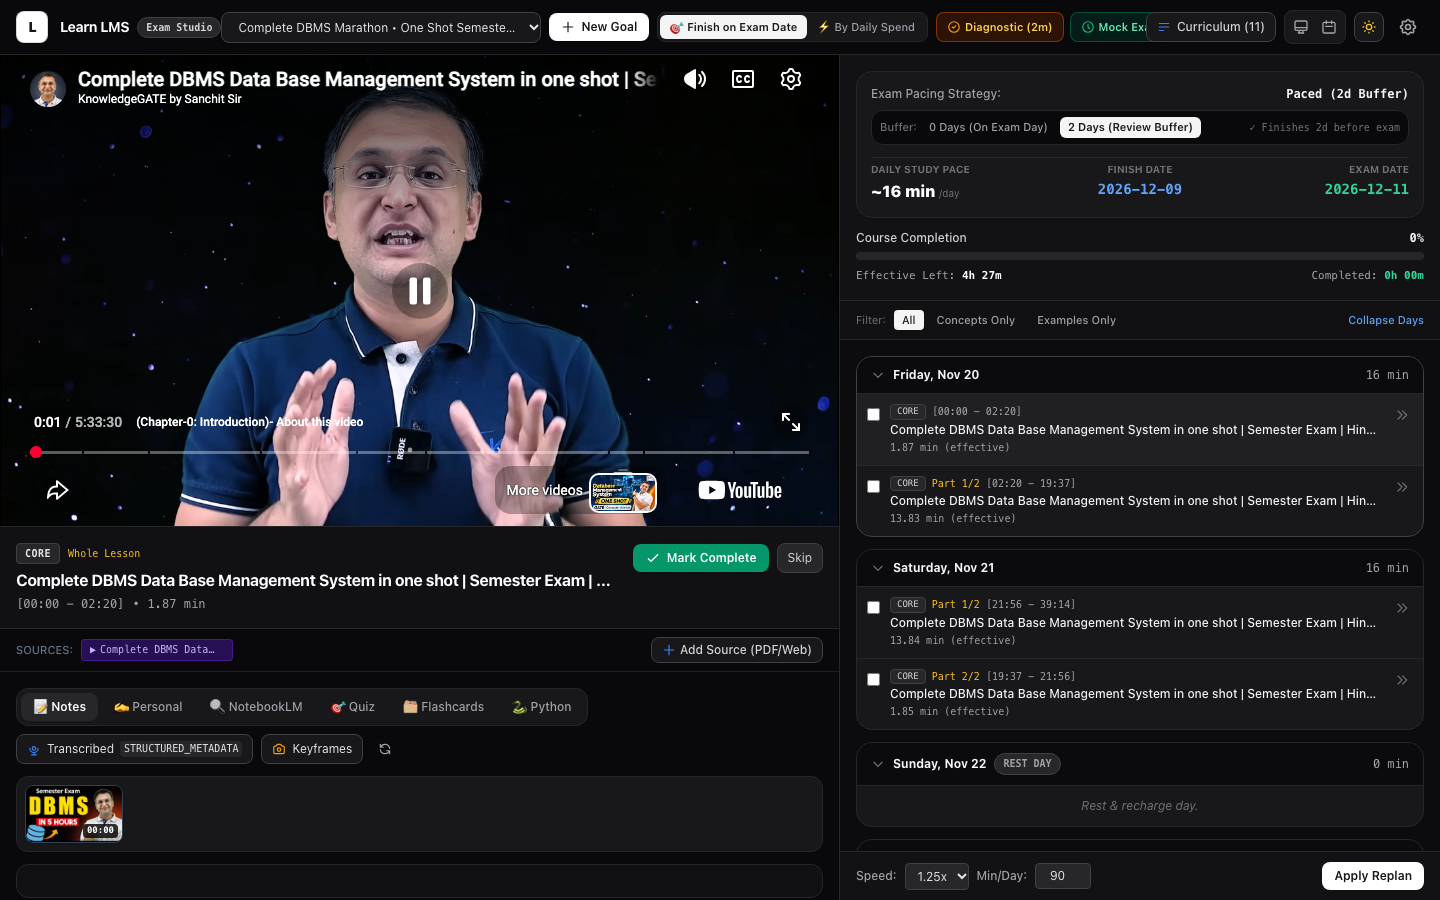 L
Learn LMS
Exam Studio
Complete DBMS Marathon • One Shot Semeste...
New Goal
Finish on Exam Date
By Daily Spend
Diagnostic (2m)
Mock Exa
Curriculum (11)
Complete DBMS Data Base Management System in one shot | Se
KnowledgeGATE by Sanchit Sir
CC
RØDE
0:01 / 5:33:30
(Chapter-0: Introduction)- About this video
More videos
YouTube
CORE
Whole Lesson
Complete DBMS Data Base Management System in one shot | Semester Exam | ...
[00:00 – 02:20] • 1.87 min
Mark Complete
Skip
SOURCES:
Complete DBMS Data…
Add Source (PDF/Web)
Notes
Personal
NotebookLM
Quiz
Flashcards
Python
Transcribed
STRUCTURED_METADATA
Keyframes
Semester Exam
DBMS
IN 5 HOURS
00:00
Exam Pacing Strategy:
Paced (2d Buffer)
Buffer:
0 Days (On Exam Day)
2 Days (Review Buffer)
✓ Finishes 2d before exam
DAILY STUDY PACE
~16 min /day
FINISH DATE
2026-12-09
EXAM DATE
2026-12-11
Course Completion
0%
Effective Left: 4h 27m
Completed: 0h 00m
Filter:
All
Concepts Only
Examples Only
Collapse Days
Friday, Nov 20
16 min
CORE [00:00 – 02:20]
Complete DBMS Data Base Management System in one shot | Semester Exam | Hin...
1.87 min (effective)
CORE Part 1/2 [02:20 – 19:37]
Complete DBMS Data Base Management System in one shot | Semester Exam | Hin...
13.83 min (effective)
Saturday, Nov 21
16 min
CORE Part 1/2 [21:56 – 39:14]
Complete DBMS Data Base Management System in one shot | Semester Exam | Hin...
13.84 min (effective)
CORE Part 2/2 [19:37 – 21:56]
Complete DBMS Data Base Management System in one shot | Semester Exam | Hin...
1.85 min (effective)
Sunday, Nov 22
REST DAY
0 min
Rest & recharge day.
Speed:
1.25x
Min/Day:
90
Apply Replan